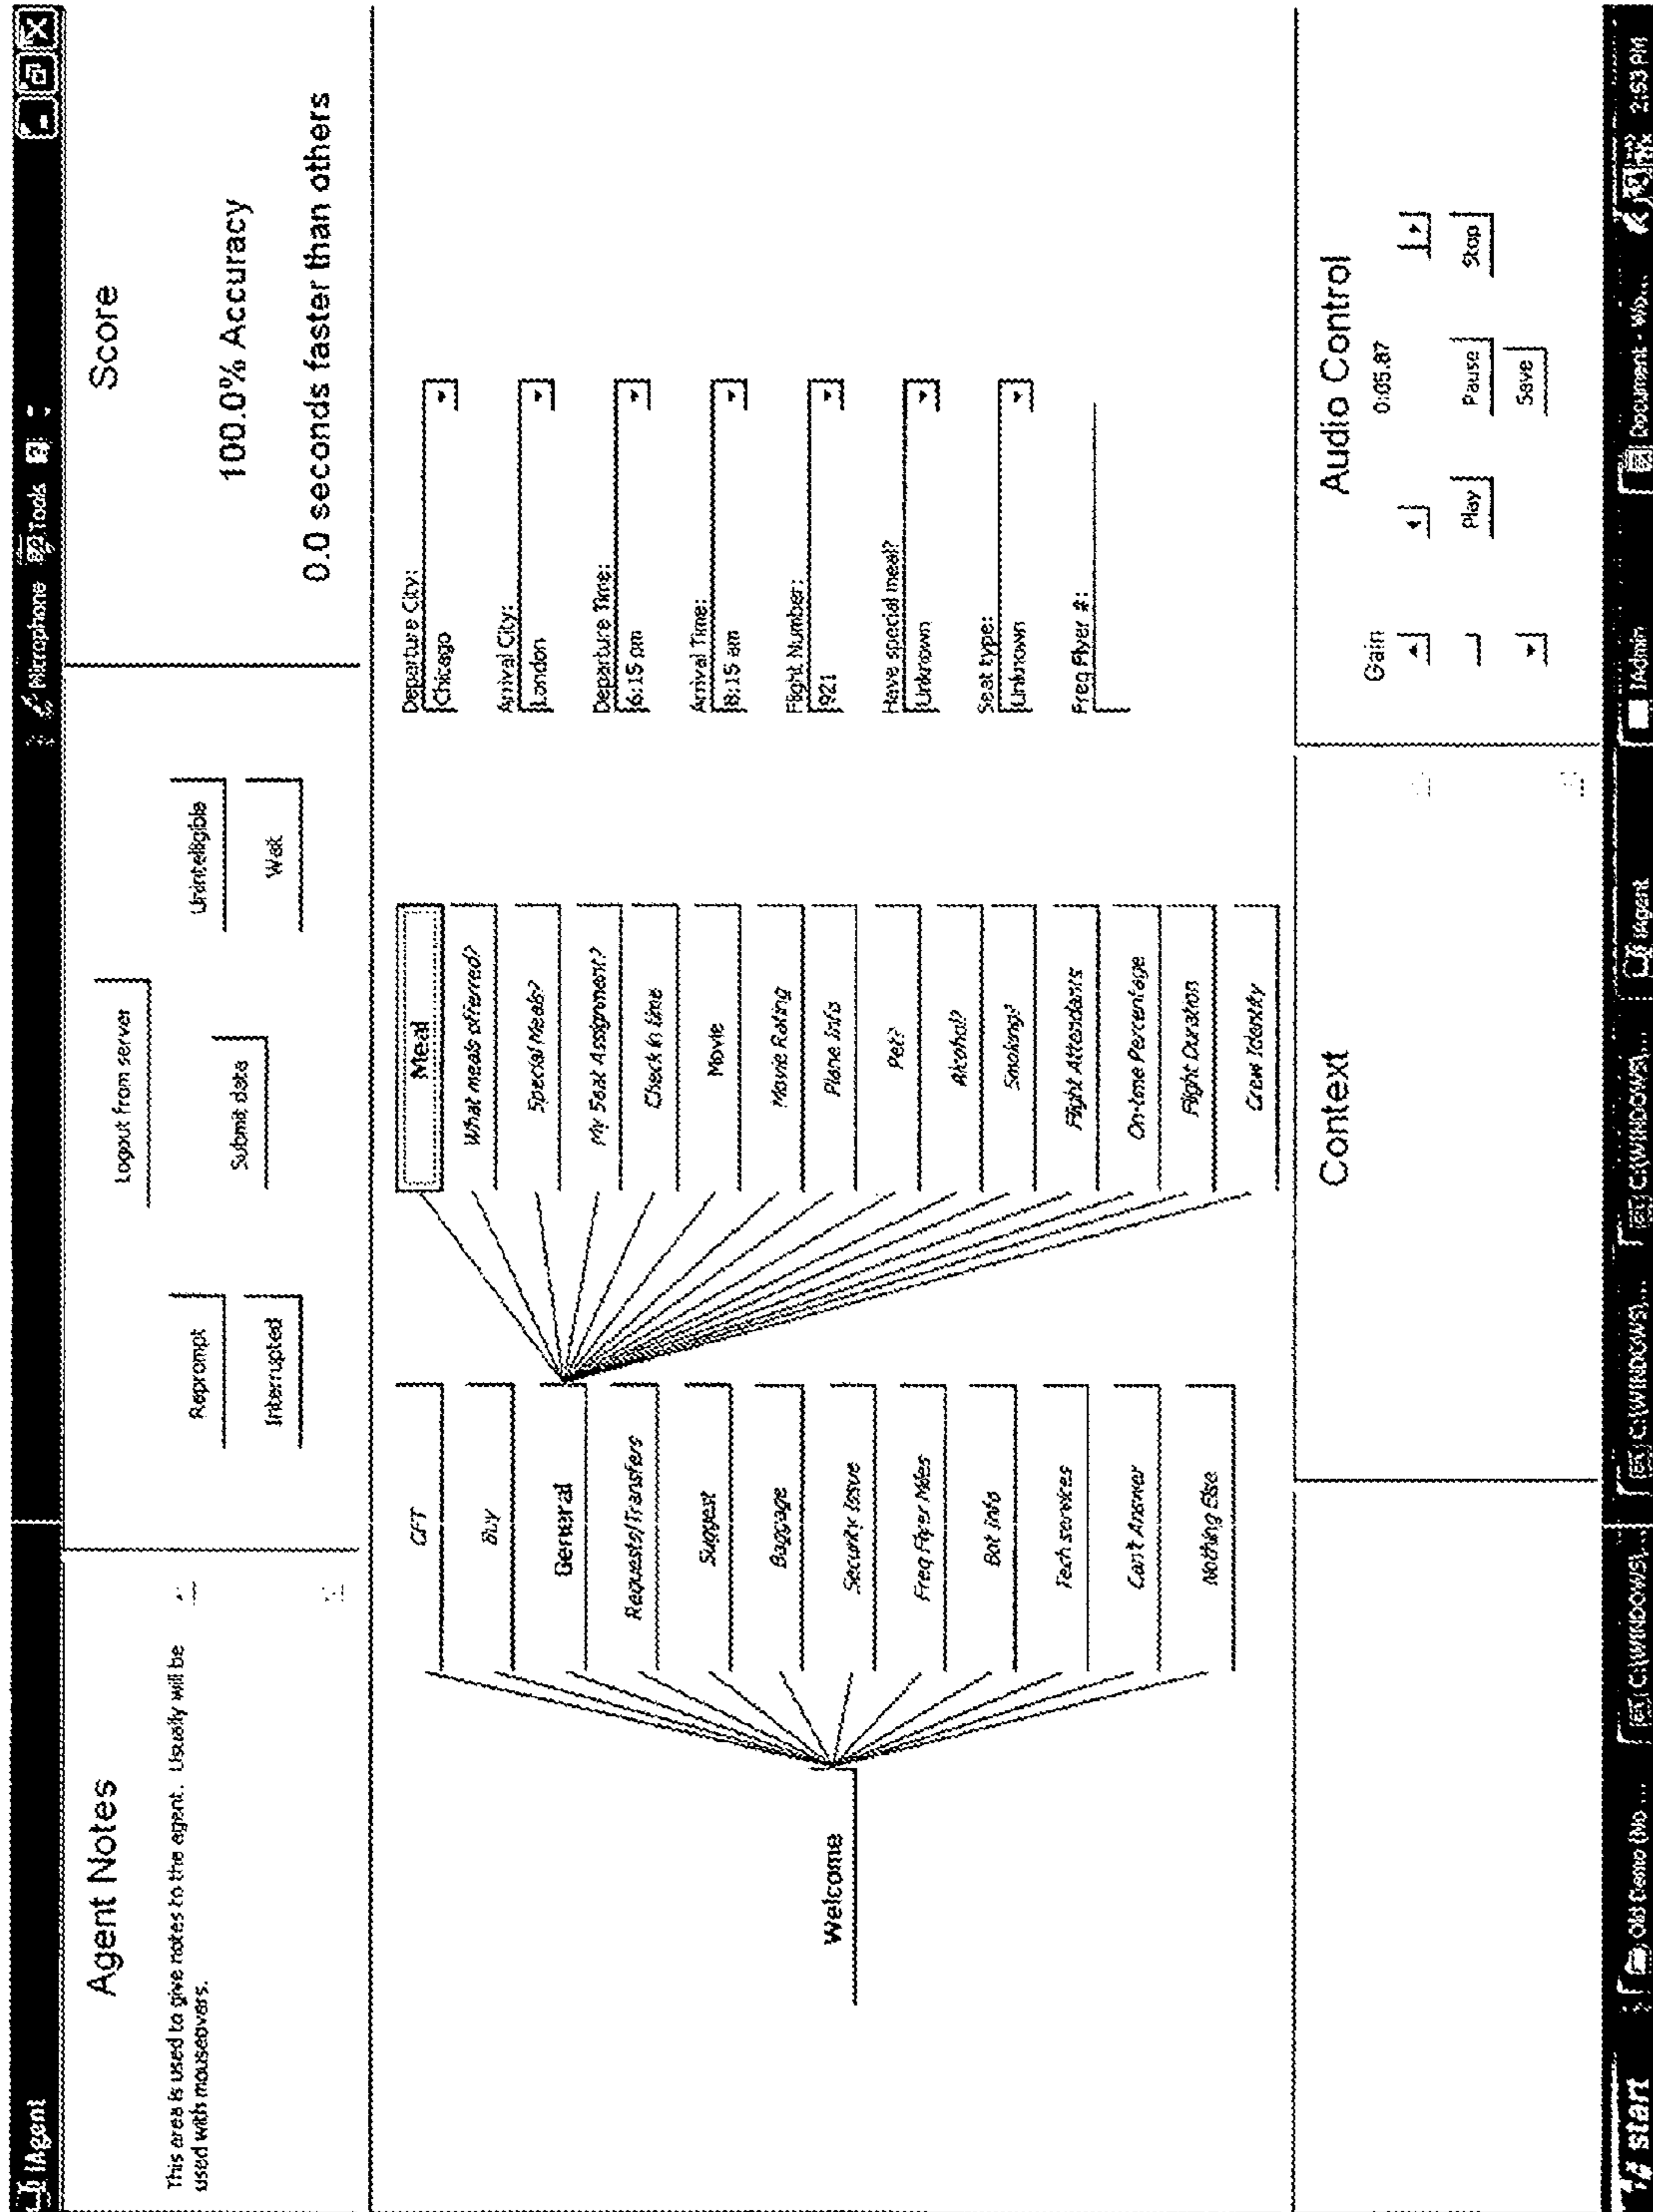 IAgent
Microphone Tools
Agent Notes
This area is used to give notes to the agent. Usually will be
used with mouseovers.
Logout from server
Reprompt
Unintelligible
Submit data
Interrupted
Wait
Score
100.0% Accuracy
0.0 seconds faster than others
Welcome
CFT
Buy
General
Requests/Transfers
Suggest
Baggage
Security Issue
Freq Flyer Miles
Bot Info
Tech services
Can't Answer
Nothing Else
Meal
What meals offerred?
Special Meals?
My Seat Assignment?
Check in time
Movie
Movie Rating
Plane Info
Pet?
Alcohol?
Smoking?
Flight Attendants
On-time Percentage
Flight Duration
Crew Identity
Departure City:
Chicago
Arrival City:
London
Departure Time:
6:15 pm
Arrival Time:
8:15 am
Flight Number:
921
Have special meal?
Unknown
Seat type:
Unknown
Freq Flyer #:
Context
Audio Control
Gain
0:05.87
Play
Pause
Stop
Save
start
Old Demo (No ...
C:\WINDOWS\...
C:\WINDOWS\...
C:\WINDOWS\...
IAgent
IAdmin
Document - Wo...
2:53 PM